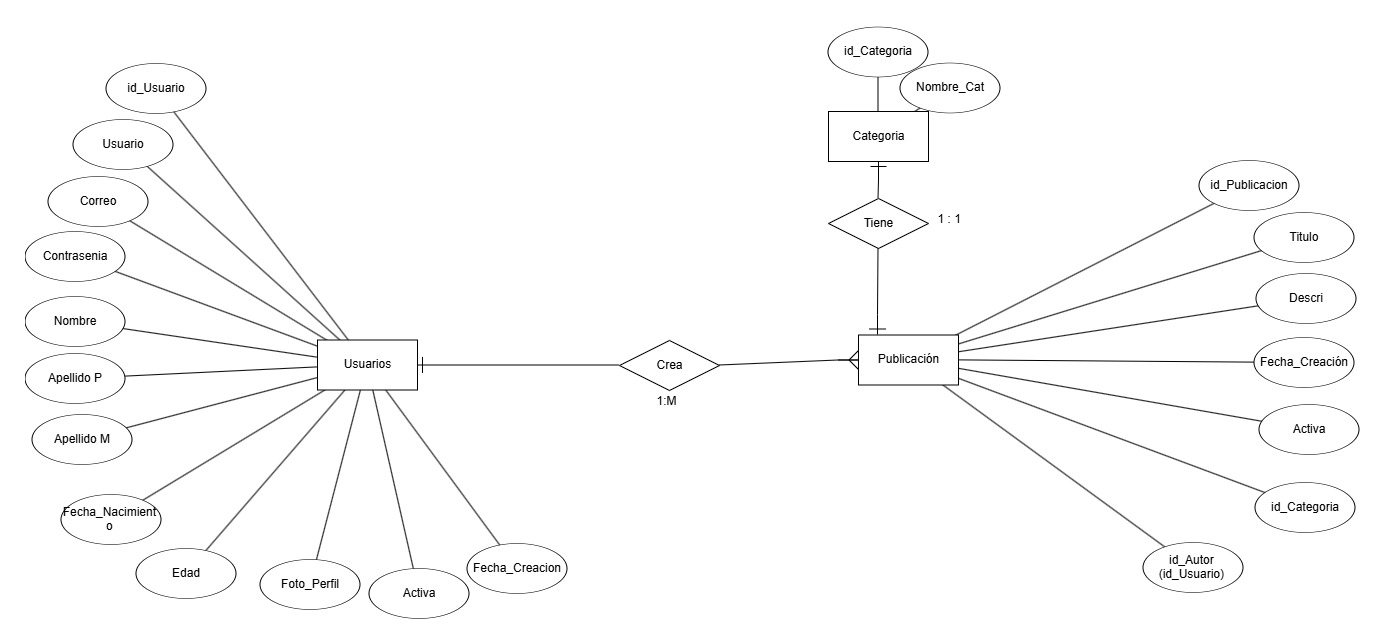 id_Categoria
Nombre_Cat
Categoria
Tiene
1 : 1
id_Usuario
Usuario
Correo
Contrasenia
Nombre
Apellido P
Apellido M
Fecha_Nacimient
o
Edad
Foto_Perfil
Activa
Fecha_Creacion
Usuarios
Crea
1:M
Publicación
id_Publicacion
Titulo
Descri
Fecha_Creación
Activa
id_Categoria
id_Autor
(id_Usuario)